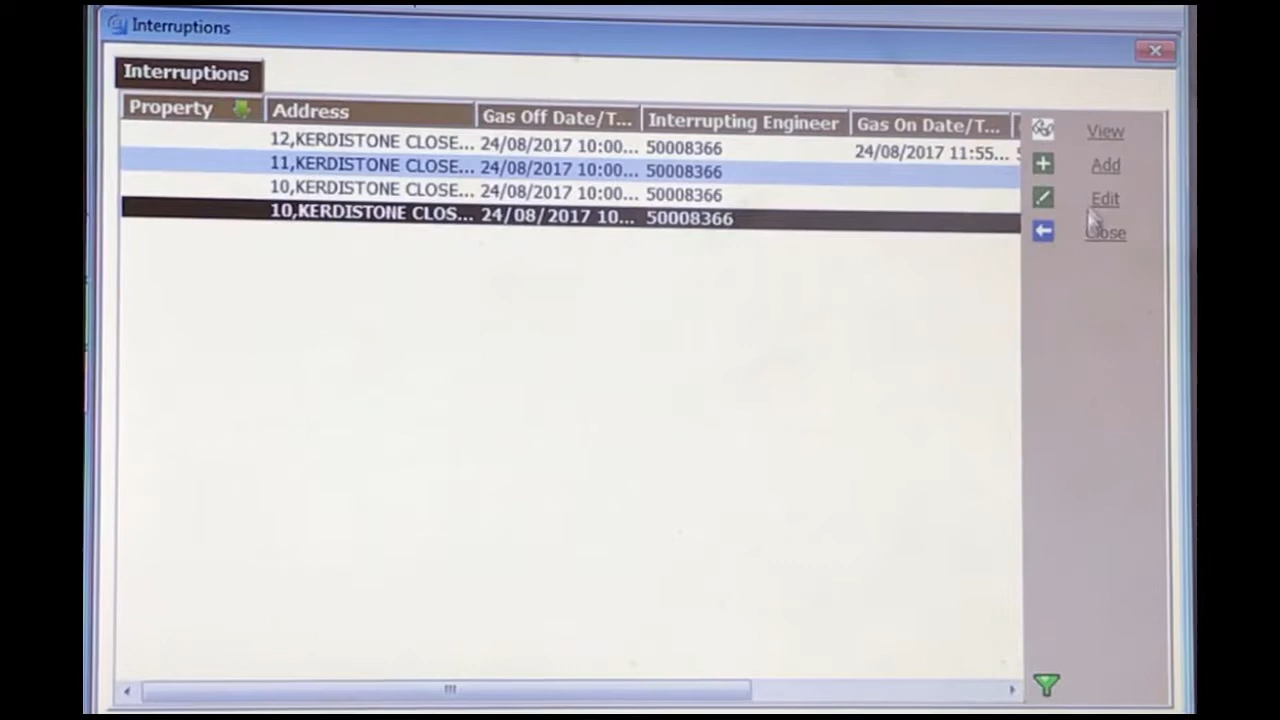 Interruptions
Interruptions
Property Address Gas Off Date/T... Interrupting Engineer Gas On Date/T...
12,KERDISTONE CLOSE... 24/08/2017 10:00... 50008366 24/08/2017 11:55...
11,KERDISTONE CLOSE... 24/08/2017 10:00... 50008366
10,KERDISTONE CLOSE... 24/08/2017 10:00... 50008366
10,KERDISTONE CLOS... 24/08/2017 10... 50008366
View
Add
Edit
Close